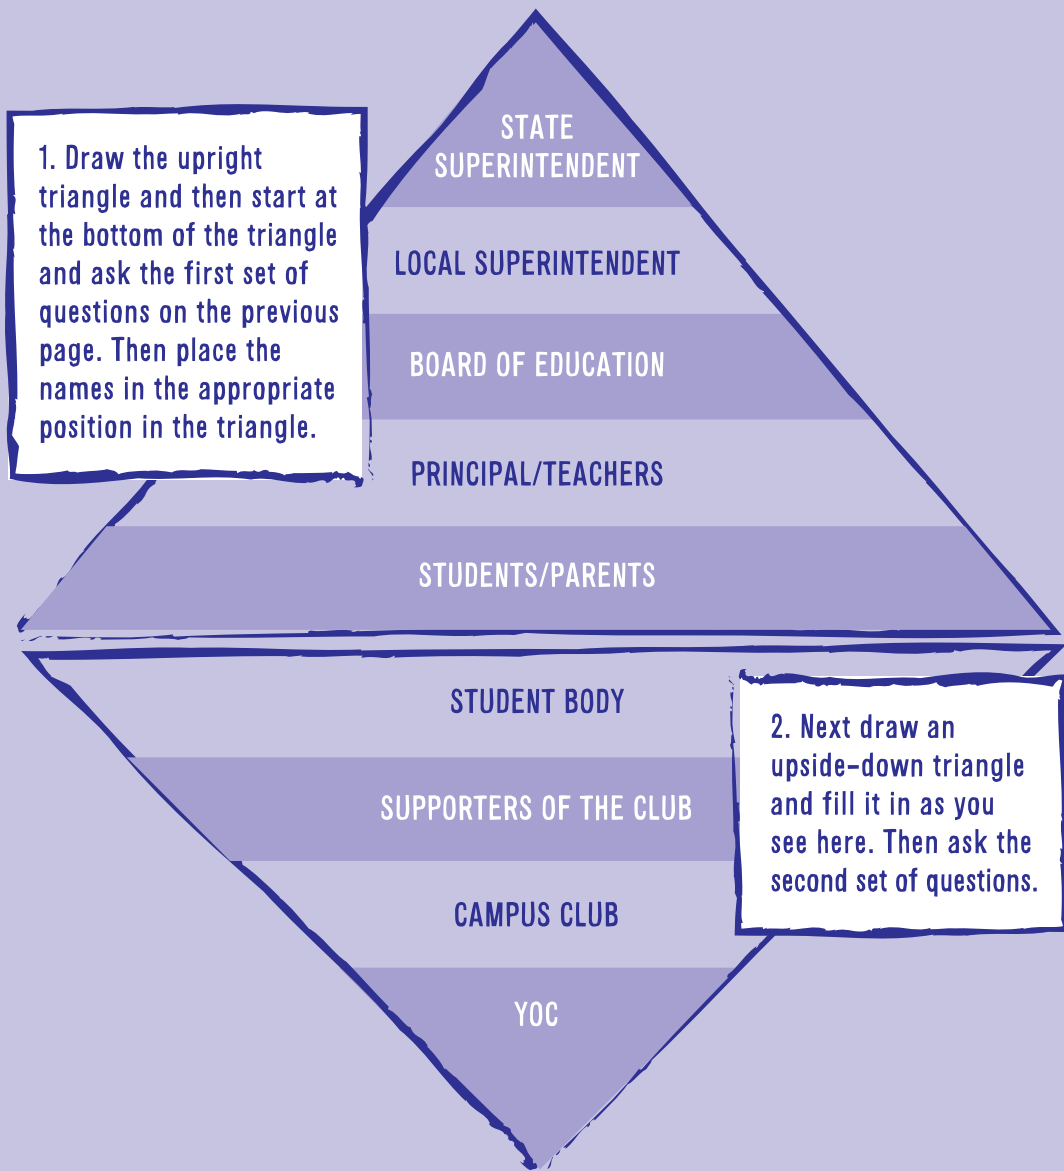 STATE
SUPERINTENDENT
1. Draw the upright
triangle and then start at
the bottom of the triangle
and ask the first set of
questions on the previous
page. Then place the
names in the appropriate
position in the triangle.
LOCAL SUPERINTENDENT
BOARD OF EDUCATION
PRINCIPAL/TEACHERS
STUDENTS/PARENTS
STUDENT BODY
SUPPORTERS OF THE CLUB
CAMPUS CLUB
YOC
2. Next draw an
upside-down triangle
and fill it in as you
see here. Then ask the
second set of questions.